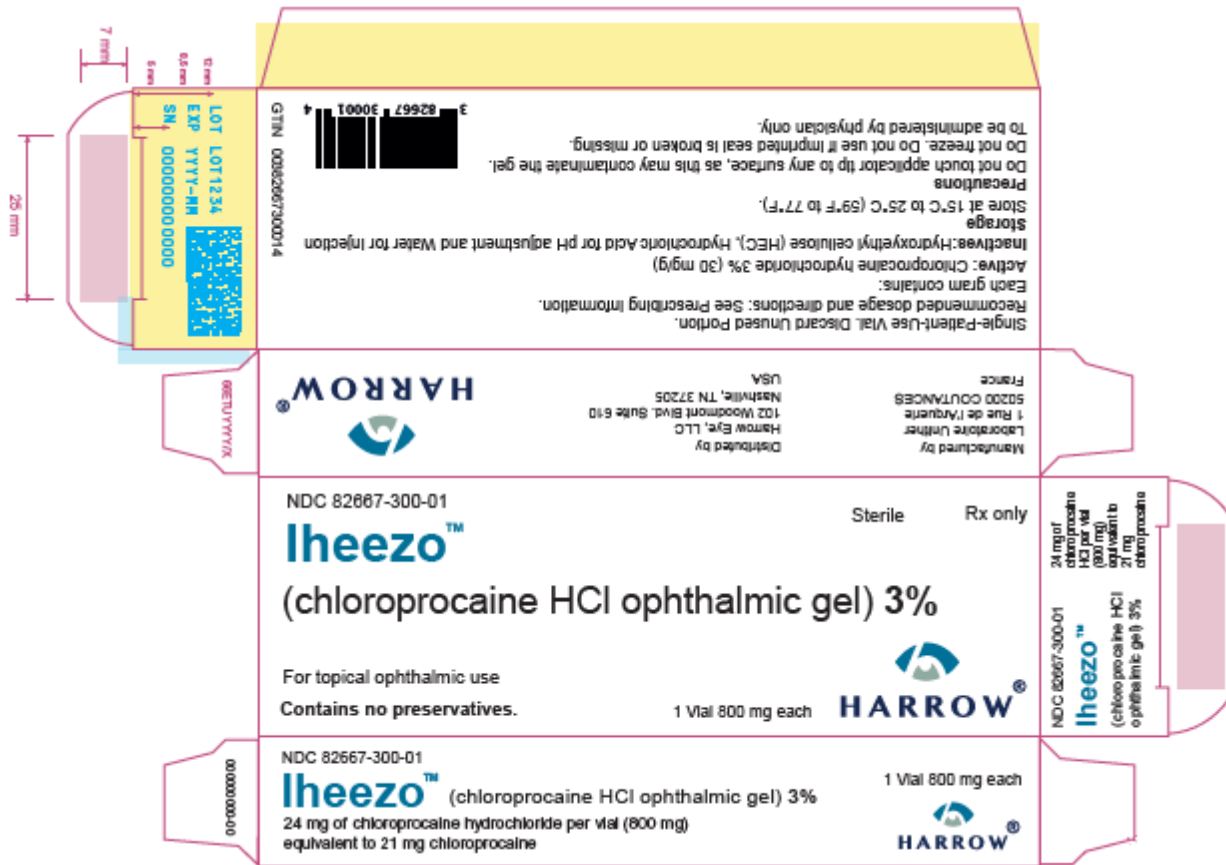 7 mm
5 mm
6,5 mm
12 mm
25 mm
LOT LOT1234
EXP YYYY-MM
SN 000000000000
GTIN 00382667300014
3 82667 30001 4
Single-Patient-Use Vial. Discard Unused Portion.
Recommended dosage and directions: See Prescribing Information.
Each gram contains:
Active: Chloroprocaine hydrochloride 3% (30 mg/g)
Inactives:Hydroxyethyl cellulose (HEC), Hydrochloric Acid for pH adjustment and Water for Injection
Storage
Store at 15°C to 25°C (59°F to 77°F).
Precautions
Do not touch applicator tip to any surface, as this may contaminate the gel.
Do not freeze. Do not use if imprinted seal is broken or missing.
To be administered by physician only.
Manufactured by
Laboratoire Unither
1 Rue de l'Arquerie
50200 COUTANCES
France
Distributed by
Harrow Eye, LLC
102 Woodmont Blvd. Suite 610
Nashville, TN 37205
USA
HARROW®
NDC 82667-300-01
Iheezo™
(chloroprocaine HCl ophthalmic gel) 3%
Sterile Rx only
For topical ophthalmic use
Contains no preservatives.
1 Vial 800 mg each
HARROW®
NDC 82667-300-01
Iheezo™
(chloroprocaine HCl
ophthalmic gel) 3%
24 mg of
chloroprocaine
HCl per vial
(800 mg)
equivalent to
21 mg
chloroprocaine
NDC 82667-300-01
Iheezo™ (chloroprocaine HCl ophthalmic gel) 3%
24 mg of chloroprocaine hydrochloride per vial (800 mg)
equivalent to 21 mg chloroprocaine
1 Vial 800 mg each
HARROW®